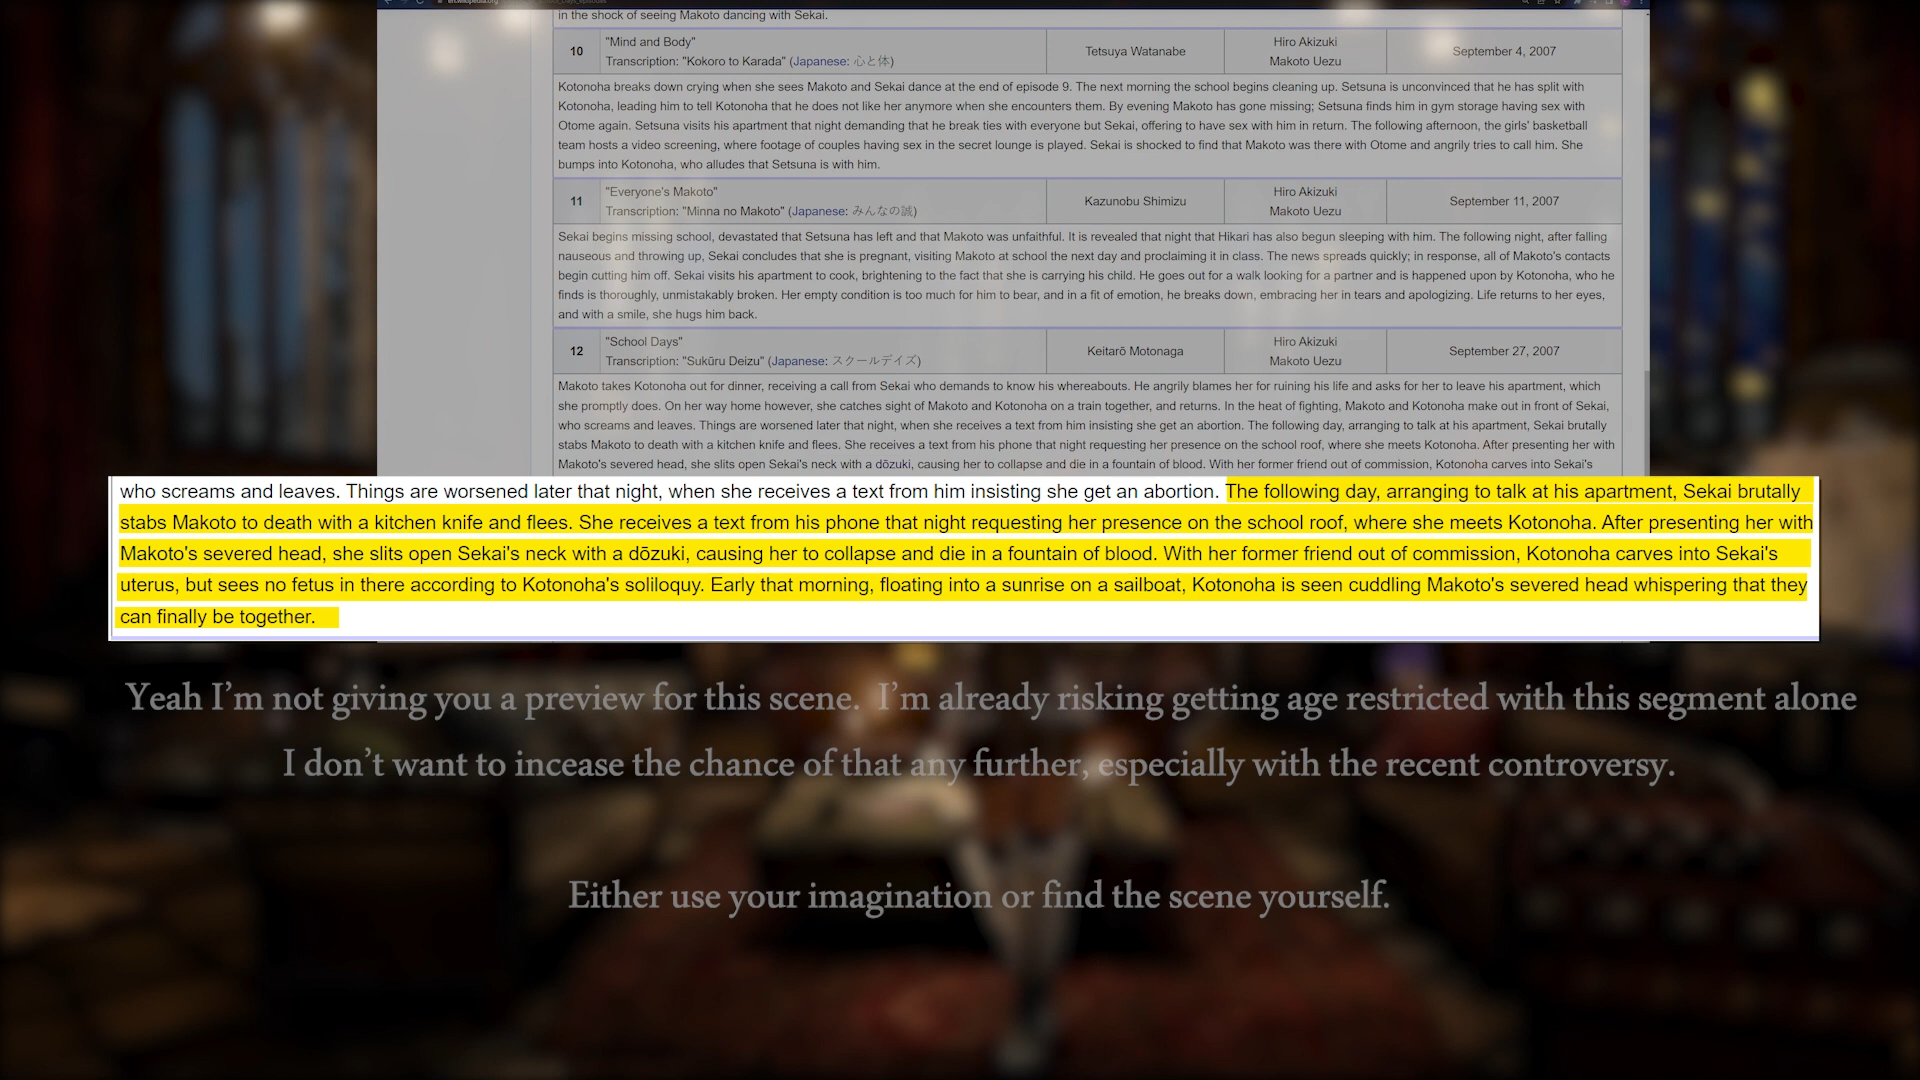 in the shock of seeing Makoto dancing with Sekai.
10
"Mind and Body"
Transcription: "Kokoro to Karada" (Japanese: 心と体)
Tetsuya Watanabe
Hiro Akizuki
Makoto Uezu
September 4, 2007
Kotonoha breaks down crying when she sees Makoto and Sekai dance at the end of episode 9. The next morning the school begins cleaning up. Setsuna is unconvinced that he has split with
Kotonoha, leading him to tell Kotonoha that he does not like her anymore when she encounters them. By evening Makoto has gone missing; Setsuna finds him in gym storage having sex with
Otome again. Setsuna visits his apartment that night demanding that he break ties with everyone but Sekai, offering to have sex with him in return. The following afternoon, the girls' basketball
team hosts a video screening, where footage of couples having sex in the secret lounge is played. Sekai is shocked to find that Makoto was there with Otome and angrily tries to call him. She
bumps into Kotonoha, who alludes that Setsuna is with him.
11
"Everyone's Makoto"
Transcription: "Minna no Makoto" (Japanese: みんなの誠)
Kazunobu Shimizu
Hiro Akizuki
Makoto Uezu
September 11, 2007
Sekai begins missing school, devastated that Setsuna has left and that Makoto was unfaithful. It is revealed that night that Hikari has also begun sleeping with him. The following night, after falling
nauseous and throwing up, Sekai concludes that she is pregnant, visiting Makoto at school the next day and proclaiming it in class. The news spreads quickly; in response, all of Makoto's contacts
begin cutting him off. Sekai visits his apartment to cook, brightening to the fact that she is carrying his child. He goes out for a walk looking for a partner and is happened upon by Kotonoha, who he
finds is thoroughly, unmistakably broken. Her empty condition is too much for him to bear, and in a fit of emotion, he breaks down, embracing her in tears and apologizing. Life returns to her eyes,
and with a smile, she hugs him back.
12
"School Days"
Transcription: "Sukūru Deizu" (Japanese: スクールデイズ)
Keitarō Motonaga
Hiro Akizuki
Makoto Uezu
September 27, 2007
Makoto takes Kotonoha out for dinner, receiving a call from Sekai who demands to know his whereabouts. He angrily blames her for ruining his life and asks for her to leave his apartment, which
she promptly does. On her way home however, she catches sight of Makoto and Kotonoha on a train together, and returns. In the heat of fighting, Makoto and Kotonoha make out in front of Sekai,
who screams and leaves. Things are worsened later that night, when she receives a text from him insisting she get an abortion. The following day, arranging to talk at his apartment, Sekai brutally
stabs Makoto to death with a kitchen knife and flees. She receives a text from his phone that night requesting her presence on the school roof, where she meets Kotonoha. After presenting her with
Makoto's severed head, she slits open Sekai's neck with a dōzuki, causing her to collapse and die in a fountain of blood. With her former friend out of commission, Kotonoha carves into Sekai's
who screams and leaves. Things are worsened later that night, when she receives a text from him insisting she get an abortion. The following day, arranging to talk at his apartment, Sekai brutally
stabs Makoto to death with a kitchen knife and flees. She receives a text from his phone that night requesting her presence on the school roof, where she meets Kotonoha. After presenting her with
Makoto's severed head, she slits open Sekai's neck with a dōzuki, causing her to collapse and die in a fountain of blood. With her former friend out of commission, Kotonoha carves into Sekai's
uterus, but sees no fetus in there according to Kotonoha's soliloquy. Early that morning, floating into a sunrise on a sailboat, Kotonoha is seen cuddling Makoto's severed head whispering that they
can finally be together.
Yeah I'm not giving you a preview for this scene. I'm already risking getting age restricted with this segment alone
I don't want to incease the chance of that any further, especially with the recent controversy.
Either use your imagination or find the scene yourself.